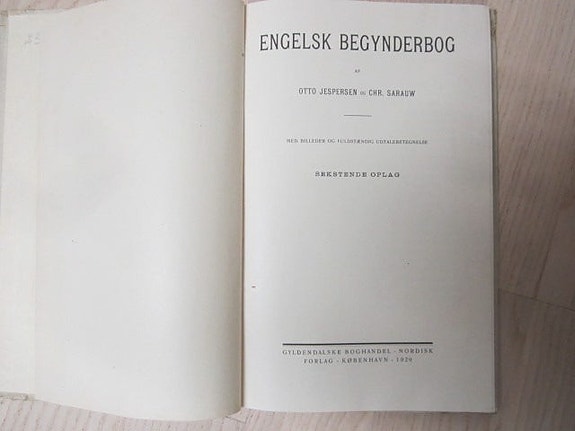 ENGELSK BEGYNDERBOG
AF
OTTO JESPERSEN OG CHR. SARAUW
MED BILLEDER OG FULDSTÆNDIG UDTALEBETEGNELSE
SEKSTENDE OPLAG
GYLDENDALSKE BOGHANDEL - NORDISK
FORLAG - KØBENHAVN - 1920